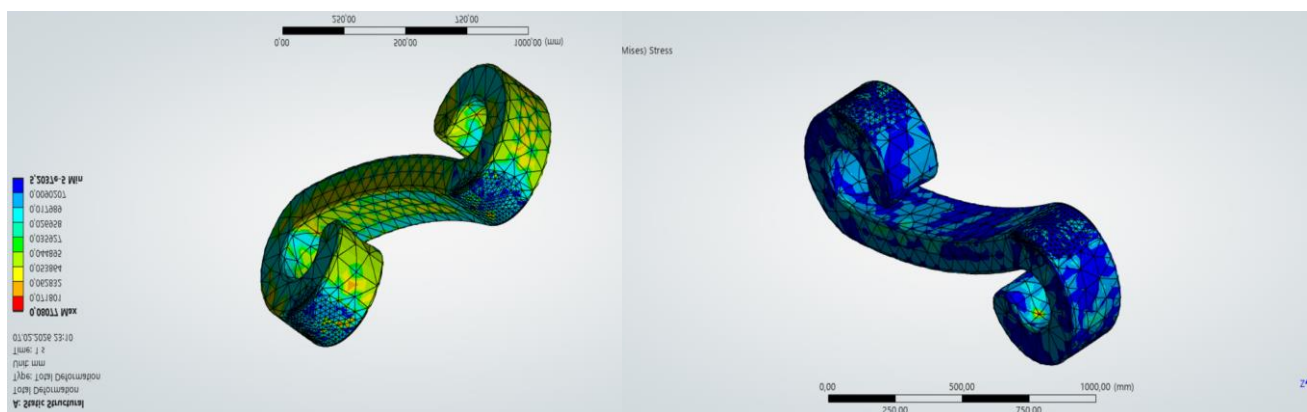 A: Static Structural
Total Deformation
Type: Total Deformation
Unit: mm
Time: 1 s
07.02.2026 23:10
0,08077 Max
0,071801
0,062832
0,053864
0,044895
0,035927
0,026958
0,017989
0,0090207
5,2037e-5 Min
0,00 500,00 1000,00 (mm)
250,00 750,00
Mises) Stress
0,00 500,00 1000,00 (mm)
250,00 750,00